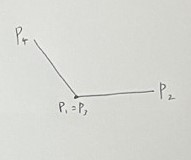 P₄
P₁ = P₃
P₂